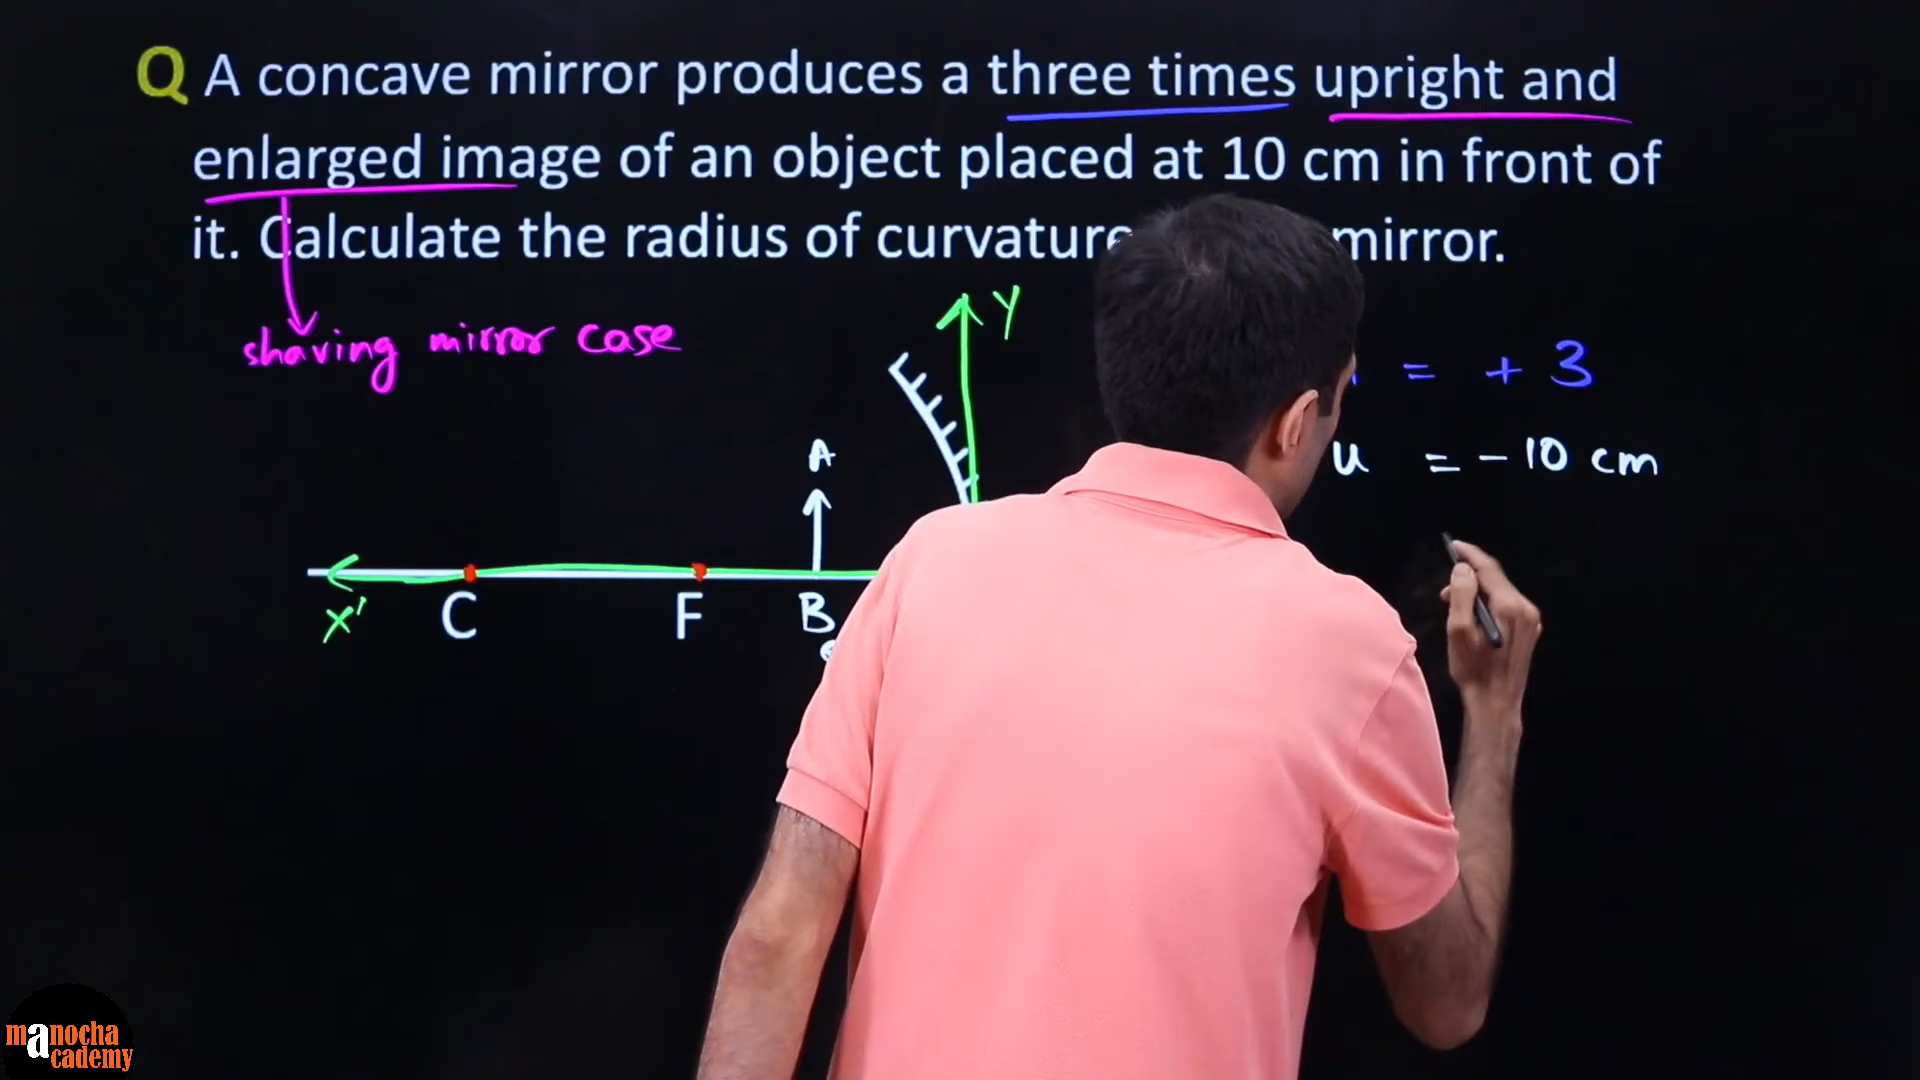 Q A concave mirror produces a three times upright and
enlarged image of an object placed at 10 cm in front of
it. Calculate the radius of curvature mirror.
shaving mirror case
Y
= + 3
A
u = - 10 cm
X'
C
F
B
manocha
academy